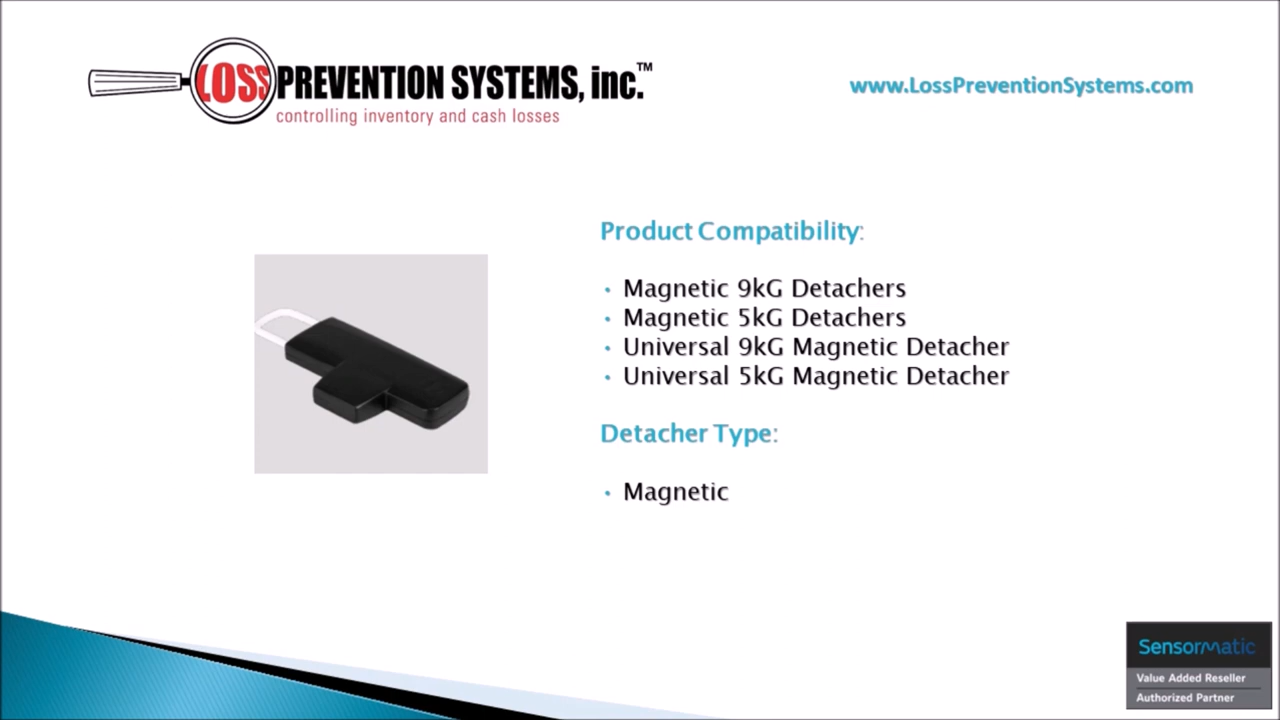 LOSS PREVENTION SYSTEMS, inc.™
controlling inventory and cash losses
www.LossPreventionSystems.com
Product Compatibility:
• Magnetic 9kG Detachers
• Magnetic 5kG Detachers
• Universal 9kG Magnetic Detacher
• Universal 5kG Magnetic Detacher
Detacher Type:
• Magnetic
Sensormatic
Value Added Reseller
Authorized Partner